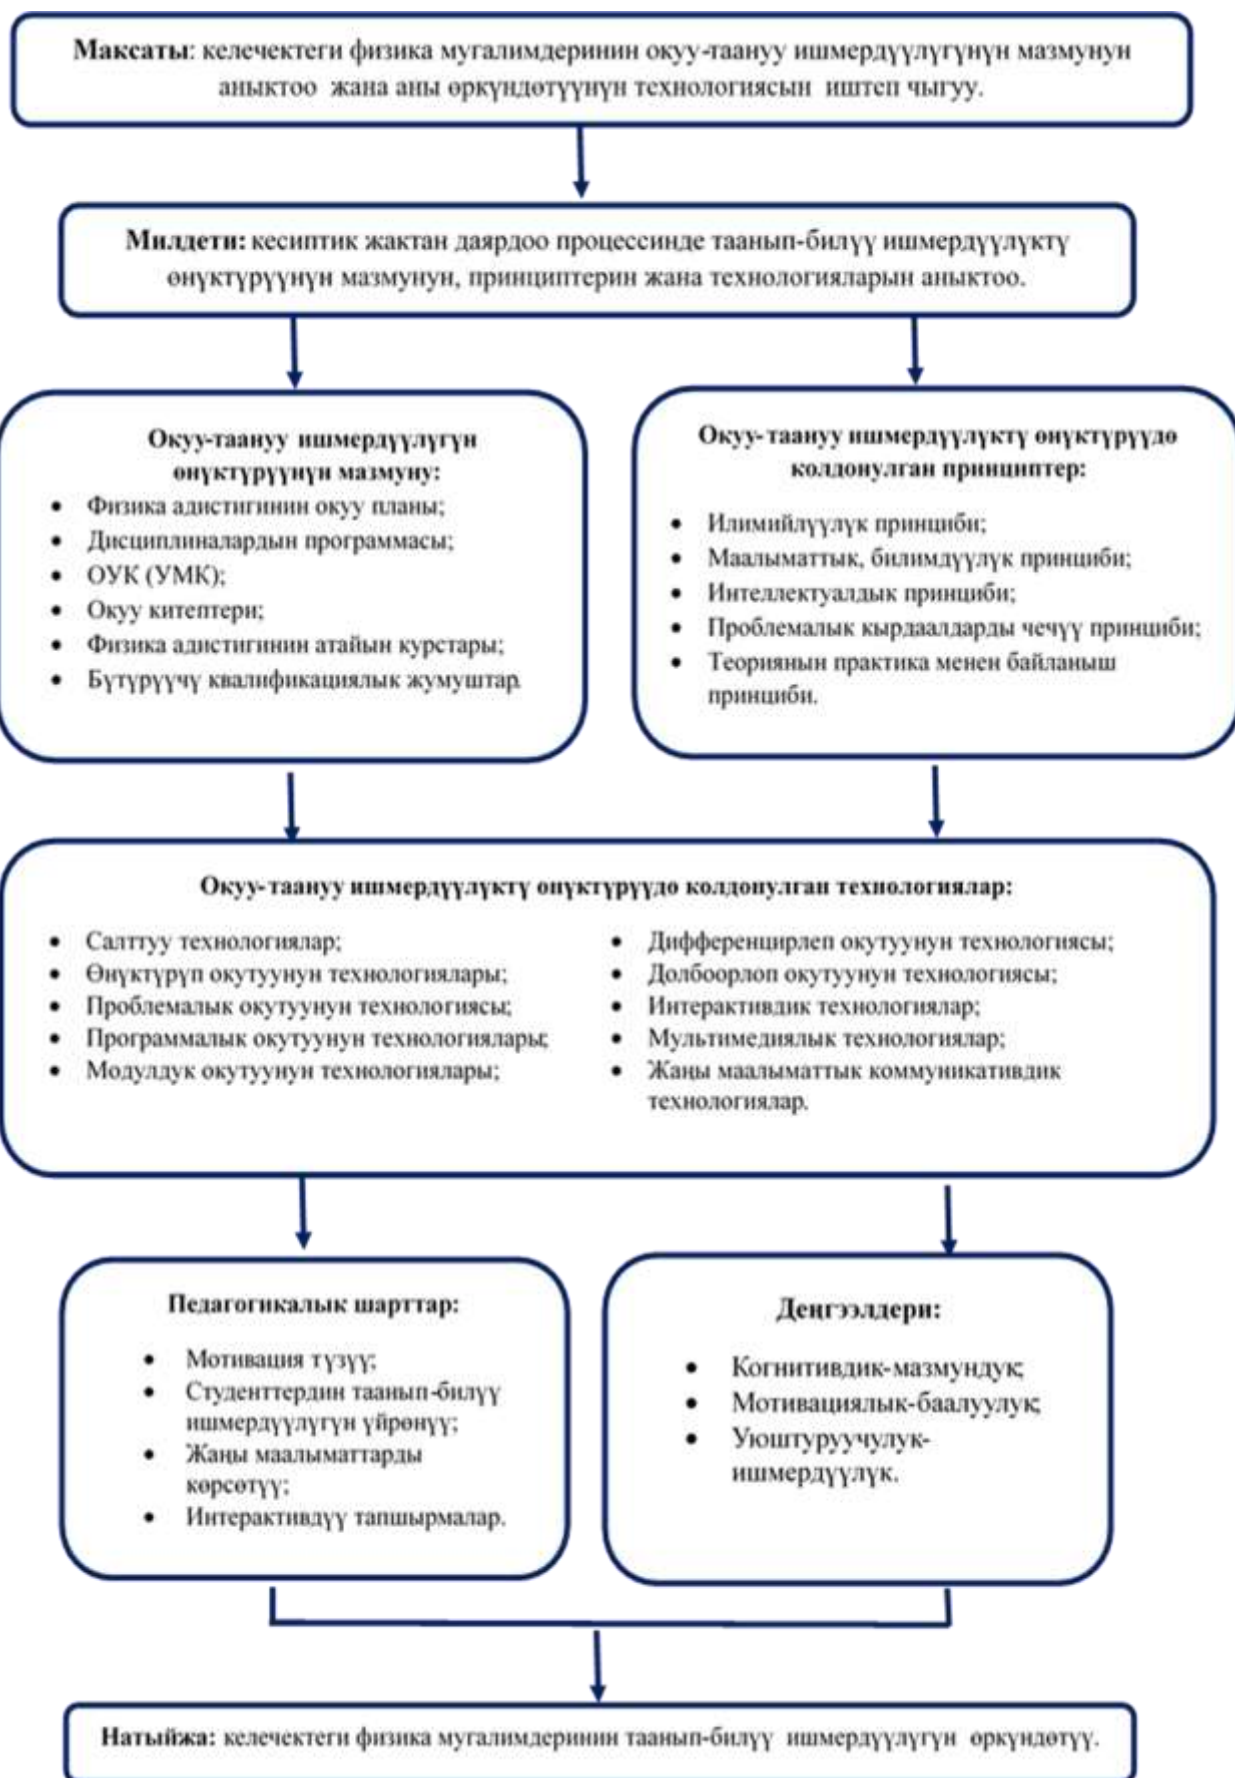 Максаты: келечектеги физика мугалимдеринин окуу-таануу ишмердүүлүгүнүн мазмунун
аныктоо жана аны өркүндөтүүнүн технологиясын иштеп чыгуу.
Милдети: кесиптик жактан даярдоо процессинде таанып-билүү ишмердүүлүктү
өнүктүрүүнүн мазмунун, принциптерин жана технологияларын аныктоо.
Окуу-таануу ишмердүүлүгүн
өнүктүрүүнүн мазмуну:
• Физика адистигинин окуу планы;
• Дисциплиналардын программасы;
• ОУК (УМК);
• Окуу китептери;
• Физика адистигинин атайын курстары;
• Бүтүрүүчү квалификациялык жумуштар.
Окуу-таануу ишмердүүлүктү өнүктүрүүдө
колдонулган принциптер:
• Илимийлүүлүк принциби;
• Маалыматтык, билимдүүлүк принциби;
• Интеллектуалдык принциби;
• Проблемалык кырдаалдарды чечүү принциби;
• Теориянын практика менен байланыш
принциби.
Окуу-таануу ишмердүүлүктү өнүктүрүүдө колдонулган технологиялар:
• Салттуу технологиялар;
• Өнүктүрүп окутуунун технологиялары;
• Проблемалык окутуунун технологиясы;
• Программалык окутуунун технологиялары;
• Модулдук окутуунун технологиялары;
• Дифференцирлеп окутуунун технологиясы;
• Долбоорлоп окутуунун технологиясы;
• Интерактивдик технологиялар;
• Мультимедиялык технологиялар;
• Жаңы маалыматтык коммуникативдик
технологиялар.
Педагогикалык шарттар:
• Мотивация түзүү;
• Студенттердин таанып-билүү
ишмердүүлүгүн үйрөнүү;
• Жаңы маалыматтарды
көрсөтүү;
• Интерактивдүү тапшырмалар.
Деңгээлдери:
• Когнитивдик-мазмундук;
• Мотивациялык-баалуулук;
• Уюштуруучулук-
ишмердүүлүк.
Натыйжа: келечектеги физика мугалимдеринин таанып-билүү ишмердүүлүгүн өркүндөтүү.